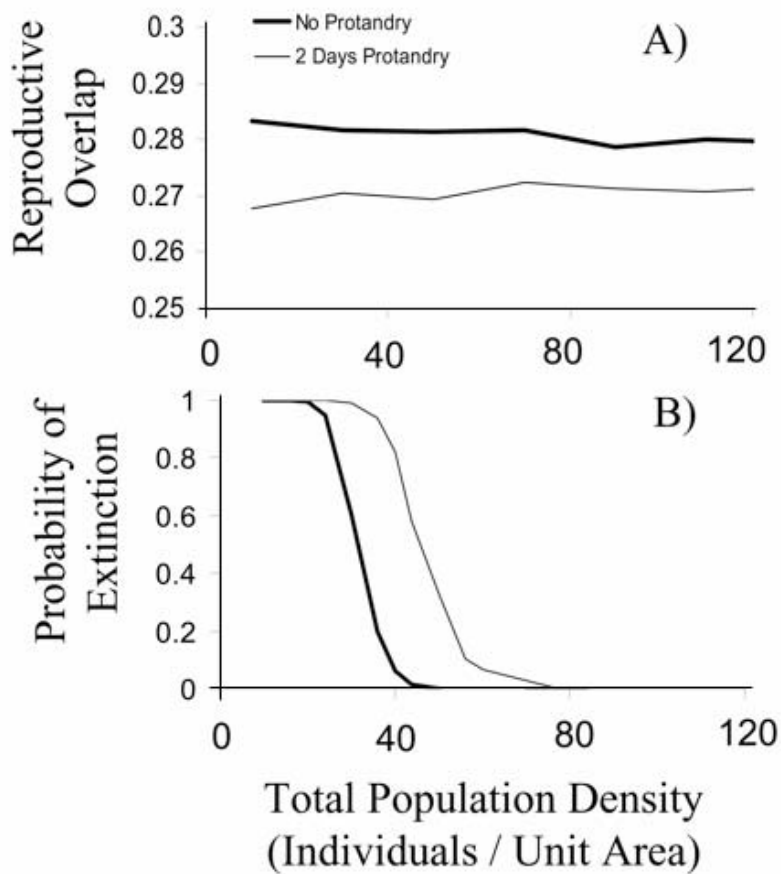 No Protandry
2 Days Protandry
A)
Reproductive
Overlap
0.3
0.29
0.28
0.27
0.26
0.25
0 40 80 120
B)
Probability of
Extinction
1
0.8
0.6
0.4
0.2
0
0 40 80 120
Total Population Density
(Individuals / Unit Area)